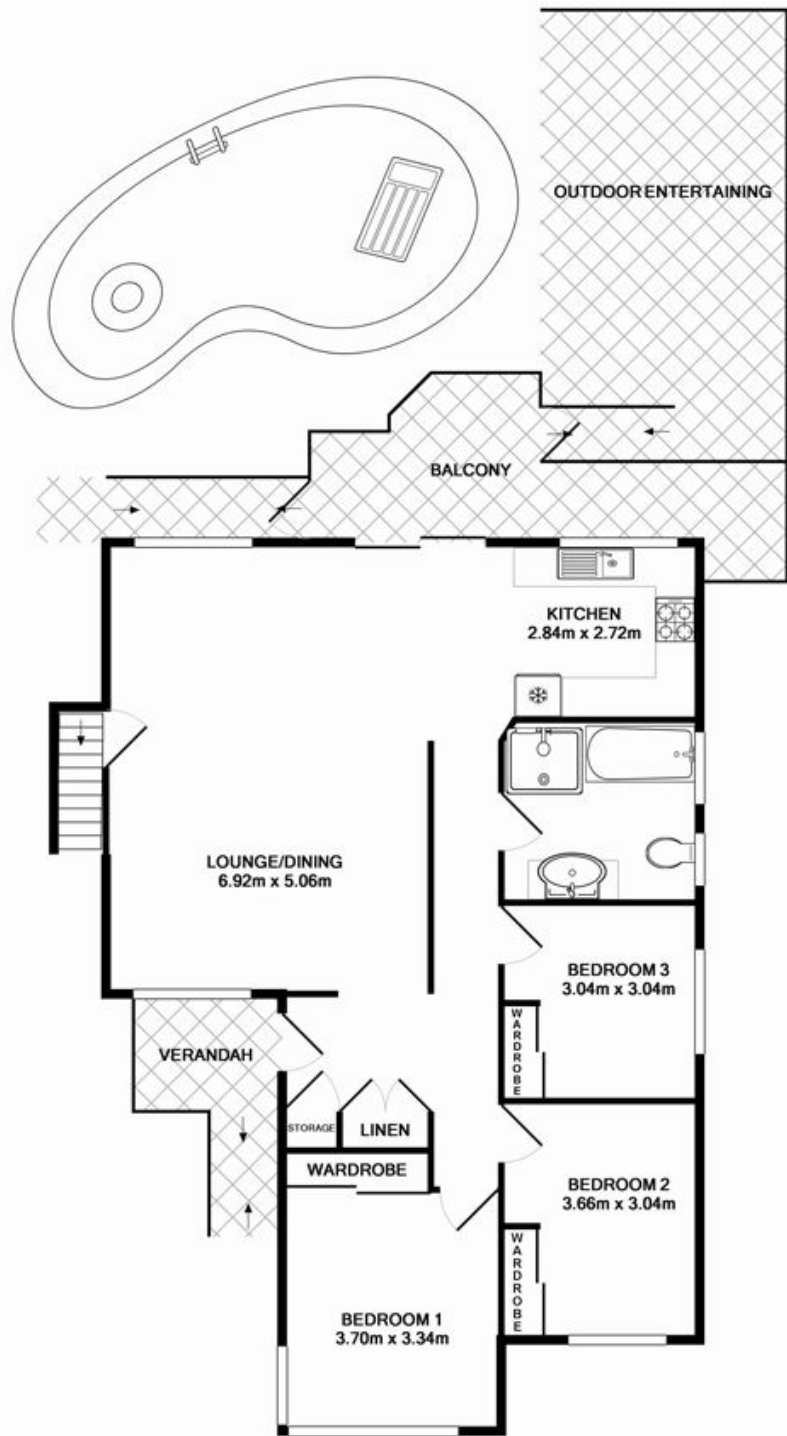 OUTDOOR ENTERTAINING
BALCONY
KITCHEN
2.84m x 2.72m
LOUNGE/DINING
6.92m x 5.06m
BEDROOM 3
3.04m x 3.04m
WARDROBE
VERANDAH
STORAGE
LINEN
WARDROBE
BEDROOM 2
3.66m x 3.04m
WARDROBE
BEDROOM 1
3.70m x 3.34m